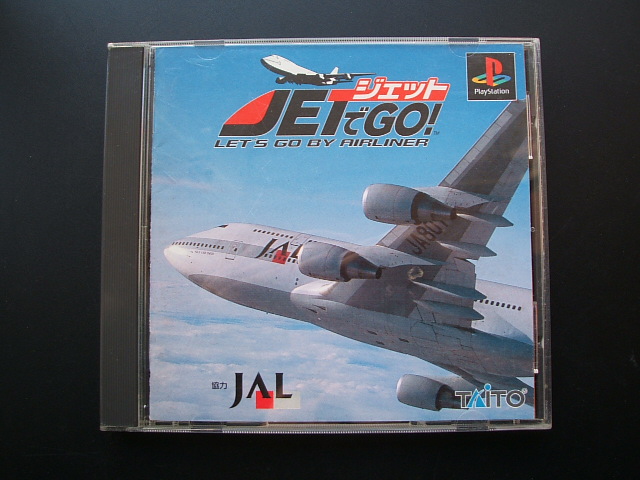 ジェット
JETでGO!
TM
LET'S GO BY AIRLINER
PlayStation
JAL
協力
JAL
TAITO